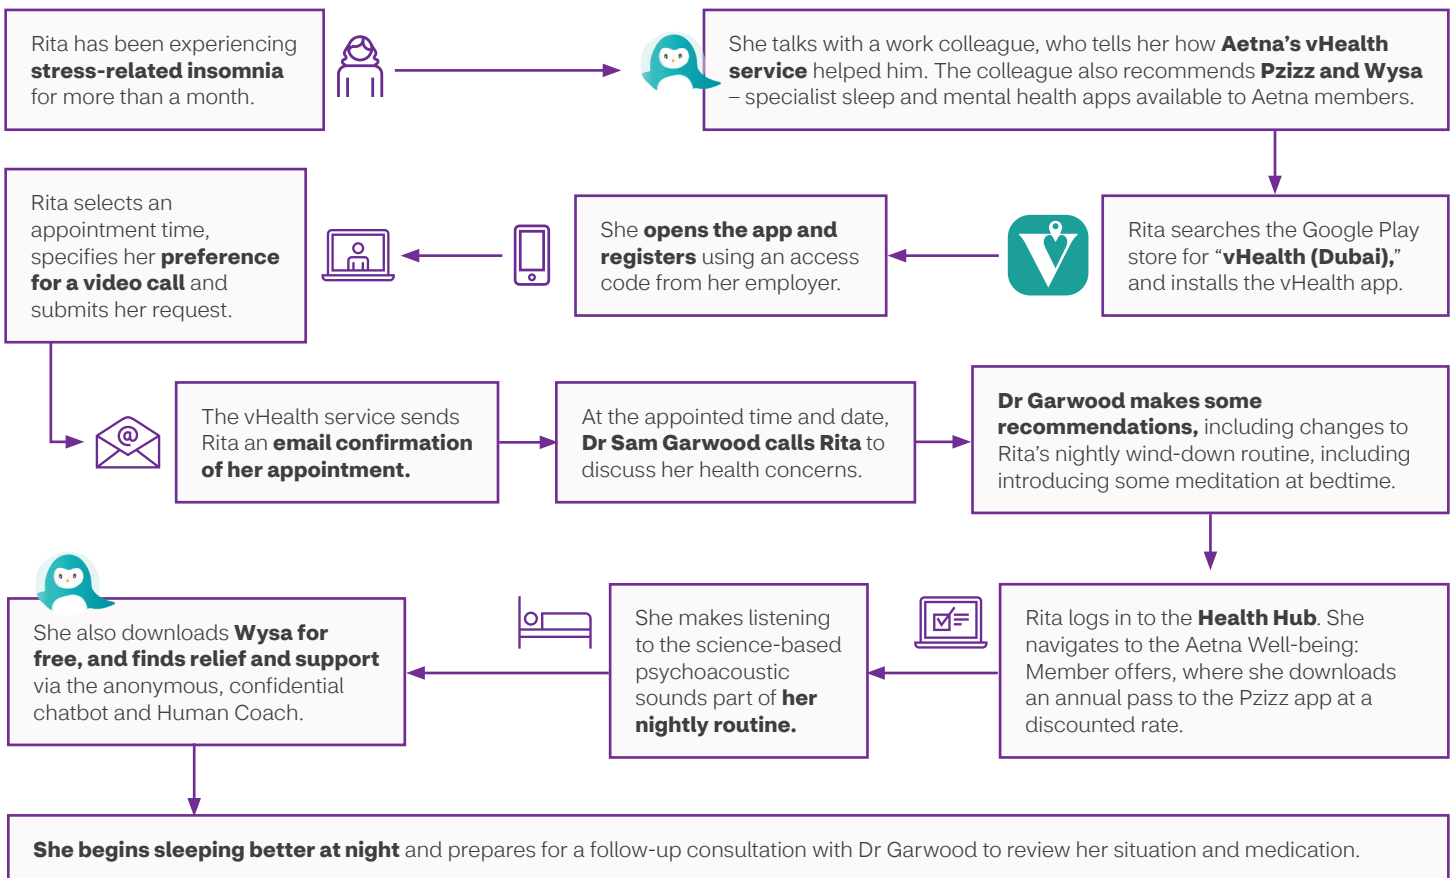 Rita has been experiencing
stress-related insomnia
for more than a month.
She talks with a work colleague, who tells her how Aetna’s vHealth
service helped him. The colleague also recommends Pzizz and Wysa
– specialist sleep and mental health apps available to Aetna members.
Rita searches the Google Play
store for “vHealth (Dubai),”
and installs the vHealth app.
She opens the app and
registers using an access
code from her employer.
Rita selects an
appointment time,
specifies her preference
for a video call and
submits her request.
The vHealth service sends
Rita an email confirmation
of her appointment.
At the appointed time and date,
Dr Sam Garwood calls Rita to
discuss her health concerns.
Dr Garwood makes some
recommendations, including changes to
Rita’s nightly wind-down routine, including
introducing some meditation at bedtime.
Rita logs in to the Health Hub. She
navigates to the Aetna Well-being:
Member offers, where she downloads
an annual pass to the Pzizz app at a
discounted rate.
She makes listening
to the science-based
psychoacoustic
sounds part of her
nightly routine.
She also downloads Wysa for
free, and finds relief and support
via the anonymous, confidential
chatbot and Human Coach.
She begins sleeping better at night and prepares for a follow-up consultation with Dr Garwood to review her situation and medication.